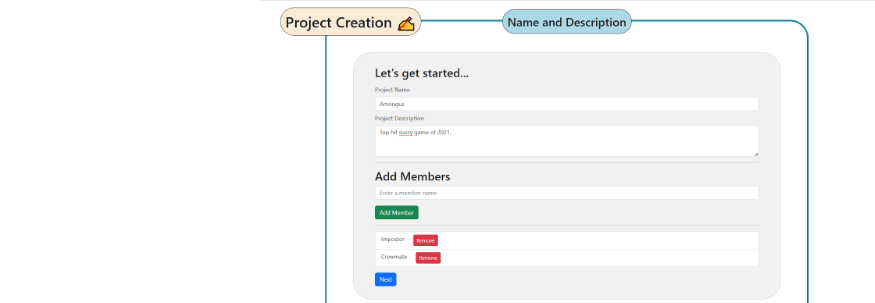 Project Creation ✍
Name and Description
Let's get started...
Project Name
Amongus
Project Description
Top hit sussy game of 2021.
Add Members
Enter a member name
Add Member
Impostor Remove
Crewmate Remove
Next